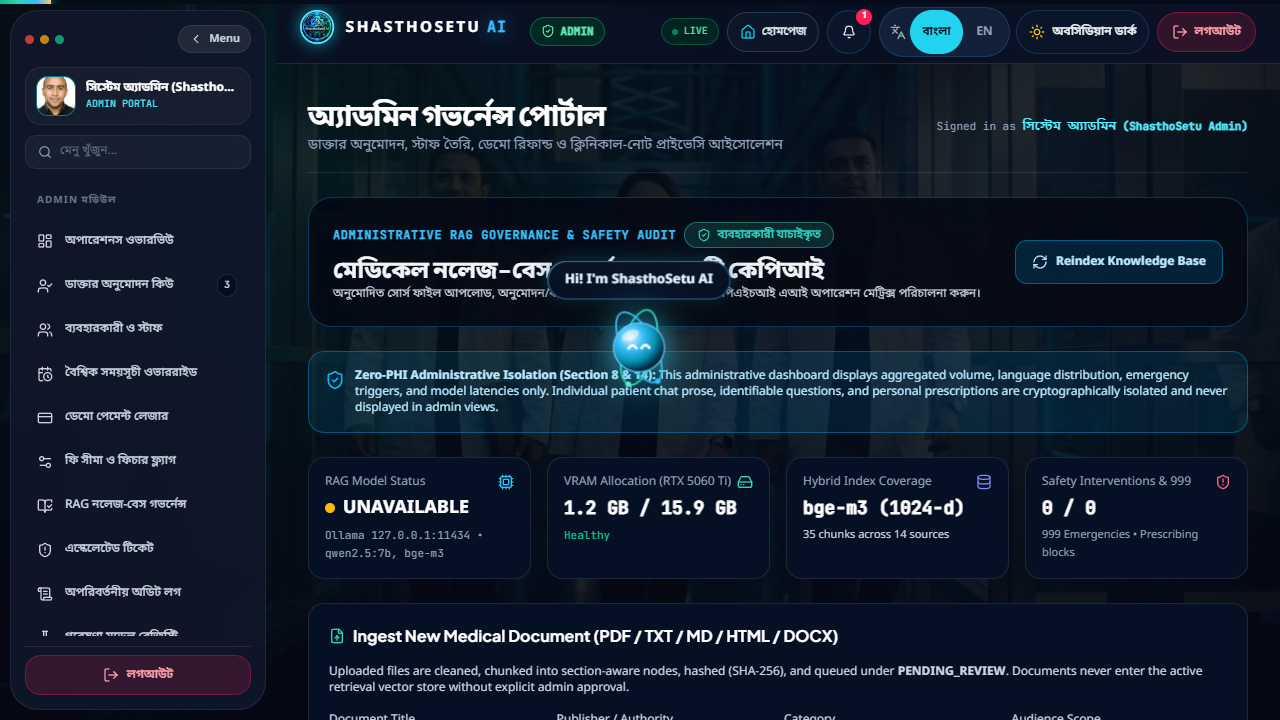 Menu
সিস্টেম অ্যাডমিন (Shastho...
ADMIN PORTAL
মেনু খুঁজুন...
ADMIN মডিউল
অপারেশনস ওভারভিউ
ডাক্তার অনুমোদন কিউ 3
ব্যবহারকারী ও স্টাফ
বৈশ্বিক সময়সূচী ওভাররাইড
ডেমো পেমেন্ট লেজার
ফি সীমা ও ফিচার ফ্ল্যাগ
RAG নলেজ-বেস গভর্নেন্স
এস্কেলেটেড টিকেট
অপরিবর্তনীয় অডিট লগ
লগআউট
SHASTHOSETU AI
ADMIN
LIVE
হোমপেজ
1
বাংলা
EN
অবসিডিয়ান ডার্ক
লগআউট
অ্যাডমিন গভর্নেন্স পোর্টাল
ডাক্তার অনুমোদন, স্টাফ তৈরি, ডেমো রিফান্ড ও ক্লিনিকাল-নোট প্রাইভেসি আইসোলেশন
Signed in as সিস্টেম অ্যাডমিন (ShasthoSetu Admin)
ADMINISTRATIVE RAG GOVERNANCE & SAFETY AUDIT ব্যবহারকারী যাচাইকৃত
মেডিকেল নলেজ-বেস কেপিআই
অনুমোদিত সোর্স ফাইল আপলোড, এআই অপারেশন মেট্রিক্স পরিচালনা করুন।
Reindex Knowledge Base
Hi! I'm ShasthoSetu AI
Zero-PHI Administrative Isolation (Section 8 & 14): This administrative dashboard displays aggregated volume, language distribution, emergency
triggers, and model latencies only. Individual patient chat prose, identifiable questions, and personal prescriptions are cryptographically isolated and never
displayed in admin views.
RAG Model Status
UNAVAILABLE
Ollama 127.0.0.1:11434 •
qwen2.5:7b, bge-m3
VRAM Allocation (RTX 5060 Ti)
1.2 GB / 15.9 GB
Healthy
Hybrid Index Coverage
bge-m3 (1024-d)
35 chunks across 14 sources
Safety Interventions & 999
0 / 0
999 Emergencies • Prescribing
blocks
Ingest New Medical Document (PDF / TXT / MD / HTML / DOCX)
Uploaded files are cleaned, chunked into section-aware nodes, hashed (SHA-256), and queued under PENDING_REVIEW. Documents never enter the active
retrieval vector store without explicit admin approval.
Document Title Publisher / Authority Category Audience Scope